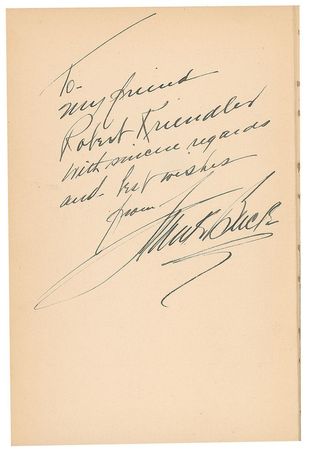 To-
my friend
Robert Kriendler
With sincere regards
and best wishes
from
Frank Buck